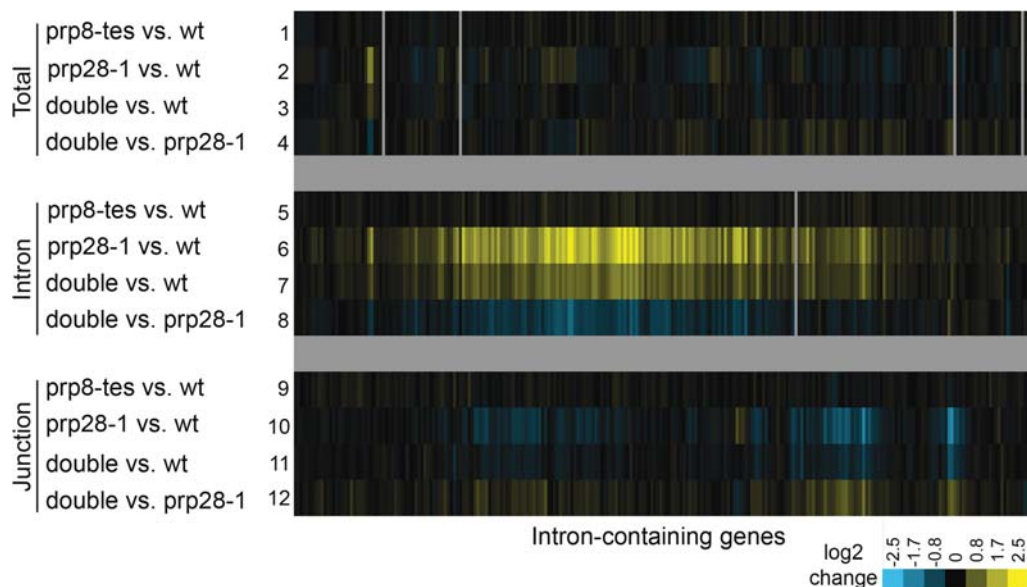 Total
prp8-tes vs. wt 1
prp28-1 vs. wt 2
double vs. wt 3
double vs. prp28-1 4
Intron
prp8-tes vs. wt 5
prp28-1 vs. wt 6
double vs. wt 7
double vs. prp28-1 8
Junction
prp8-tes vs. wt 9
prp28-1 vs. wt 10
double vs. wt 11
double vs. prp28-1 12
Intron-containing genes
log2
change
-2.5 -1.7 -0.8 0 0.8 1.7 2.5